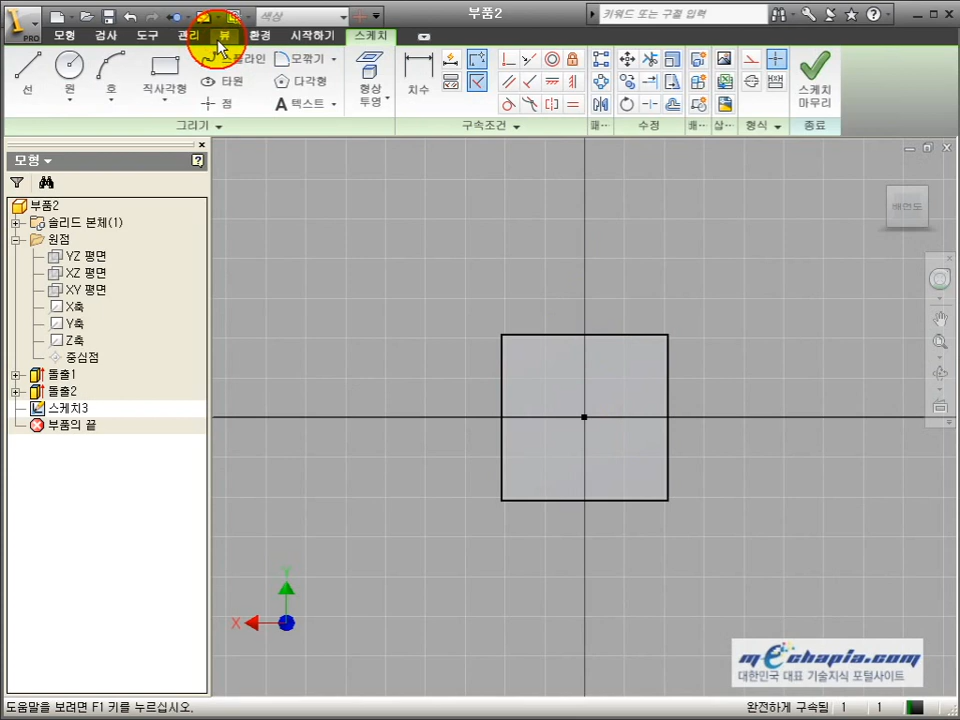 PRO
색상
부품2
키워드 또는 구절 입력
모형 검사 도구 관리 뷰 환경 시작하기 스케치
선 원 호 직사각형 타원 점 모깎기 다각형 텍스트 형상 투영 치수 스케치 마무리
그리기 구속조건 패... 수정 배... 삽... 형식 종료
모형
부품2
솔리드 본체(1)
원점
YZ 평면
XZ 평면
XY 평면
X축
Y축
Z축
중심점
돌출1
돌출2
스케치3
부품의 끝
배면도
Y
X
mechapia.com
대한민국 대표 기술지식 포털사이트
도움말을 보려면 F1 키를 누르십시오.
완전하게 구속됨 1 1